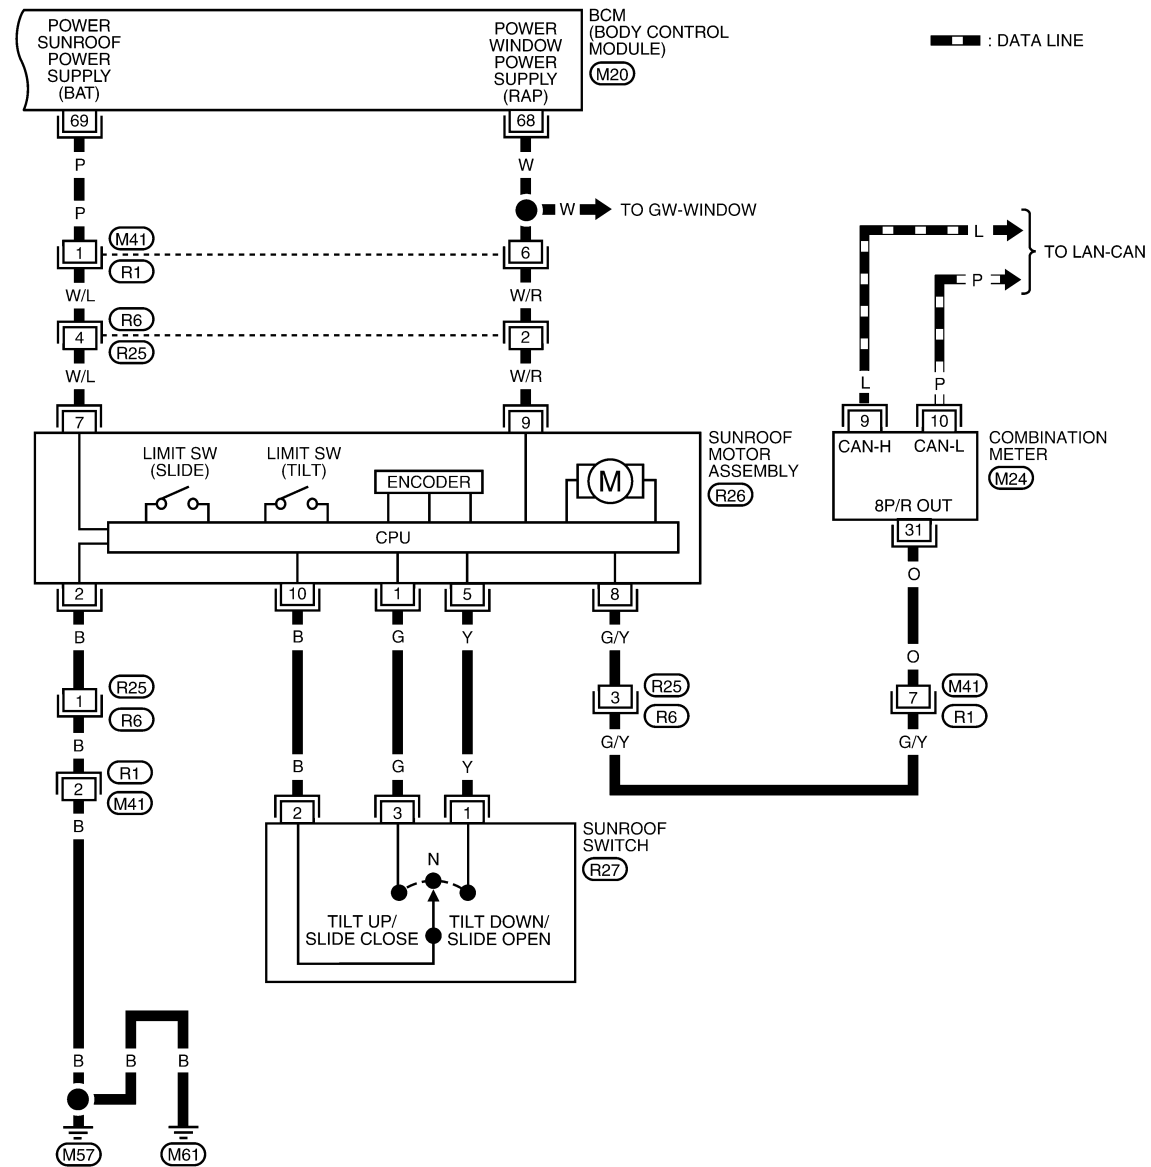 POWER
SUNROOF
POWER
SUPPLY
(BAT)
POWER
WINDOW
POWER
SUPPLY
(RAP)
BCM
(BODY CONTROL
MODULE)
M20
: DATA LINE
69
68
P
W
P
W
TO GW-WINDOW
1
M41
R1
6
W/L
W/R
4
R6
R25
2
W/L
W/R
L
P
TO LAN-CAN
L
P
7
9
LIMIT SW
(SLIDE)
LIMIT SW
(TILT)
ENCODER
M
CPU
SUNROOF
MOTOR
ASSEMBLY
R26
9
10
CAN-H
CAN-L
8P/R OUT
31
COMBINATION
METER
M24
2
10
1
5
8
B
B
G
Y
G/Y
O
O
1
R25
R6
3
R25
R6
7
M41
R1
B
G/Y
G/Y
2
R1
M41
B
B
G
Y
2
3
1
SUNROOF
SWITCH
R27
N
TILT UP/
SLIDE CLOSE
TILT DOWN/
SLIDE OPEN
B
B
B
M57
M61